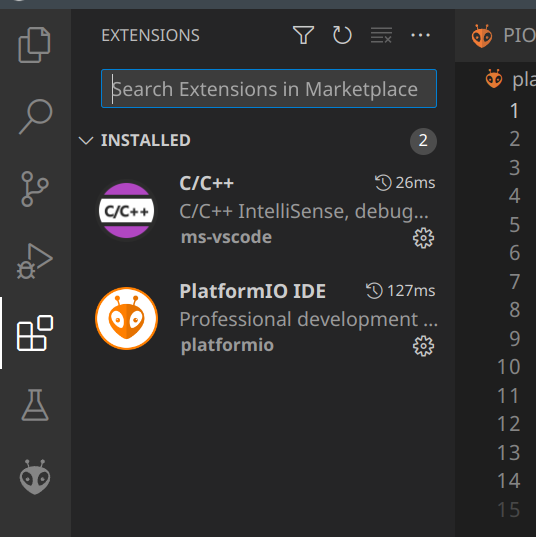 EXTENSIONS
Search Extensions in Marketplace
INSTALLED 2
C/C++ 26ms
C/C++ IntelliSense, debug...
ms-vscode
C/C++
PlatformIO IDE 127ms
Professional development ...
platformio
PIO
pla
1
2
3
4
5
6
7
8
9
10
11
12
13
14
15